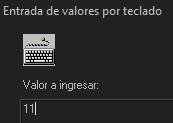 Entrada de valores por teclado
Valor a ingresar:
11